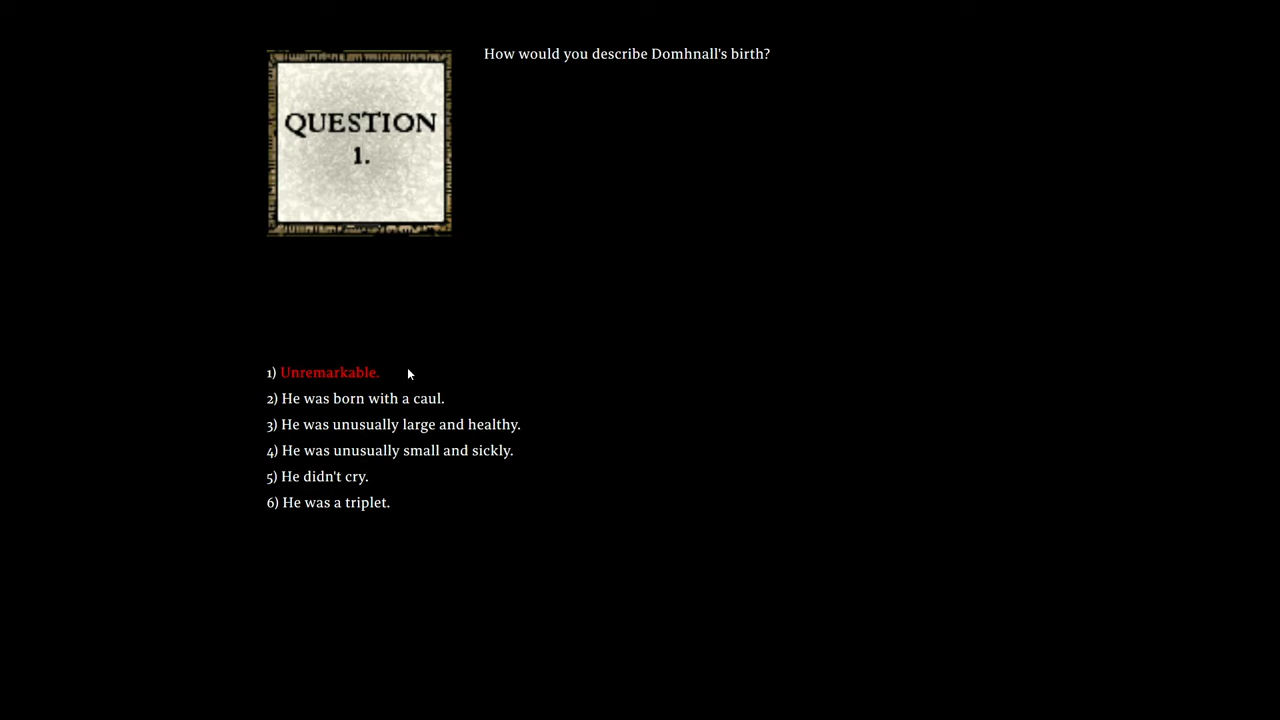 How would you describe Domhnall's birth?
QUESTION
1.
1) Unremarkable.
2) He was born with a caul.
3) He was unusually large and healthy.
4) He was unusually small and sickly.
5) He didn't cry.
6) He was a triplet.